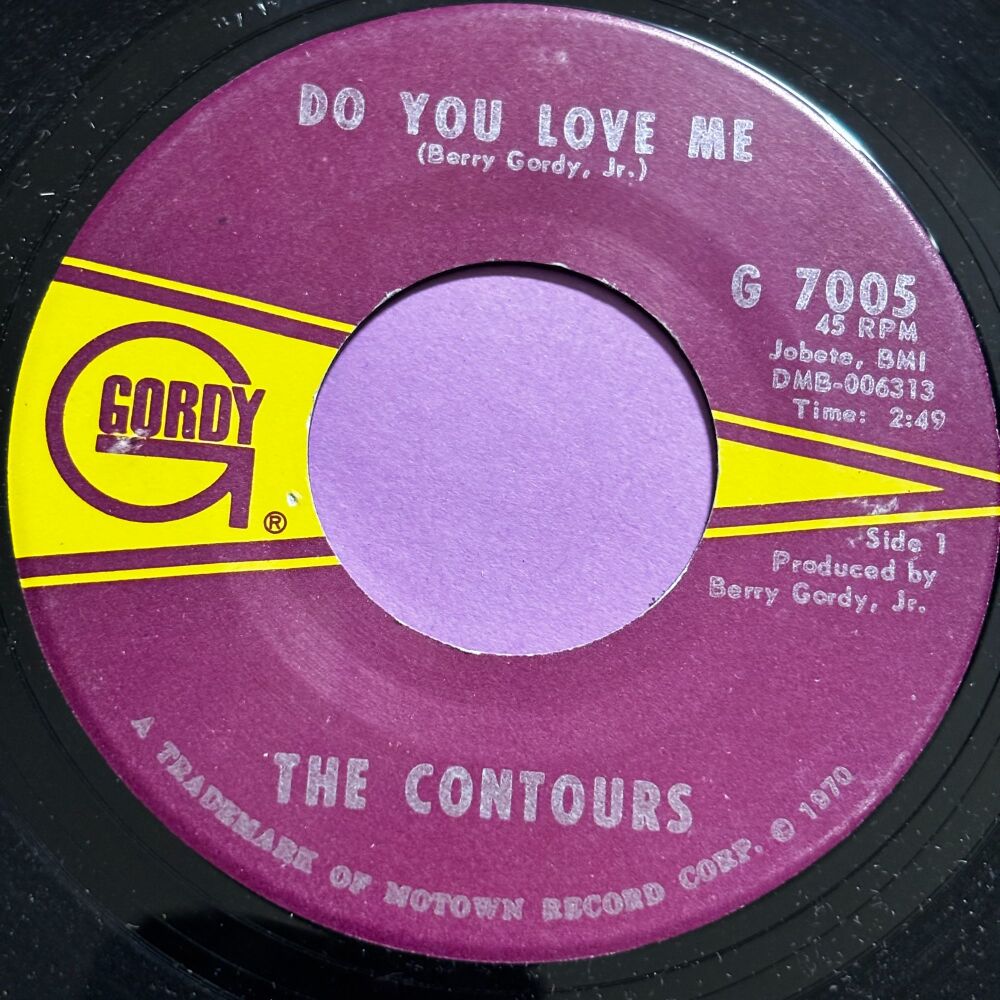 DO YOU LOVE ME
(Berry Gordy, Jr.)
G 7005
45 RPM
Jobete, BMI
DMB-006313
Time: 2:49
GORDY
®
Side 1
Produced by
Berry Gordy, Jr.
THE CONTOURS
A TRADEMARK OF MOTOWN RECORD CORP. © 1970